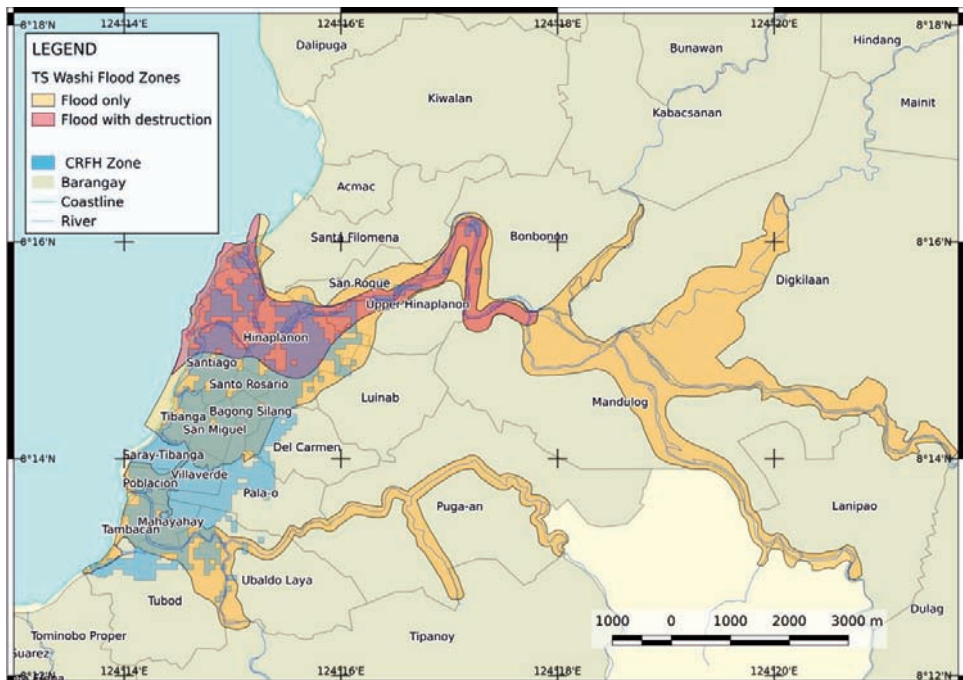 124°14'E 124°16'E 124°18'E 124°20'E
8°18'N 8°18'N
LEGEND
TS Washi Flood Zones
Flood only
Flood with destruction
CRFH Zone
Barangay
Coastline
River
Dalipuga
Bunawan
Hindang
Kiwalan
Kabacsanan
Mainit
Acmac
8°16'N 8°16'N
Santa Filomena
Bonbonon
San Roque
Digkilaan
Upper Hinaplanon
Hinaplanon
Santiago
Santo Rosario
Luinab
Mandulog
Tibanga
Bagong Silang
San Miguel
Del Carmen
8°14'N 8°14'N
Saray-Tibanga
Villaverde
Poblacion
Pala-o
Puga-an
Lanipao
Mahayahay
Tambacan
Ubaldo Laya
Tubod
Dulag
1000 0 1000 2000 3000 m
Tominobo Proper
Tipanoy
Suarez
8°12'N 8°12'N
124°14'E 124°16'E 124°18'E 124°20'E